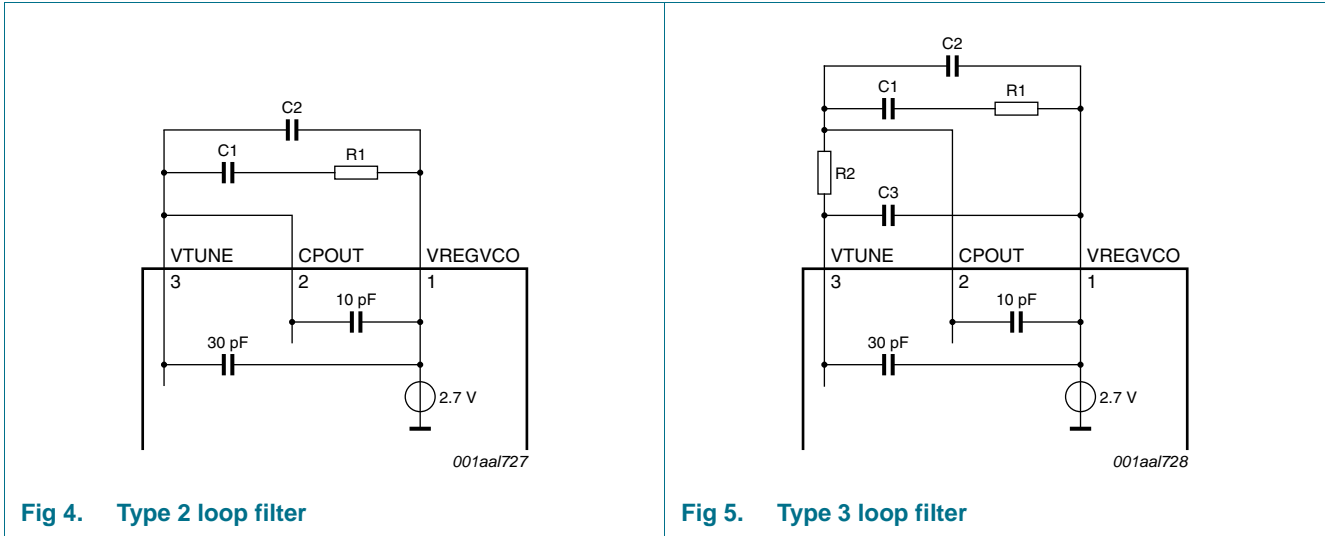 C2
C1
R1
VTUNE
CPOUT
VREGVCO
3
2
1
10 pF
30 pF
2.7 V
001aal727
Fig 4. Type 2 loop filter
C2
C1
R1
R2
C3
VTUNE
CPOUT
VREGVCO
3
2
1
10 pF
30 pF
2.7 V
001aal728
Fig 5. Type 3 loop filter